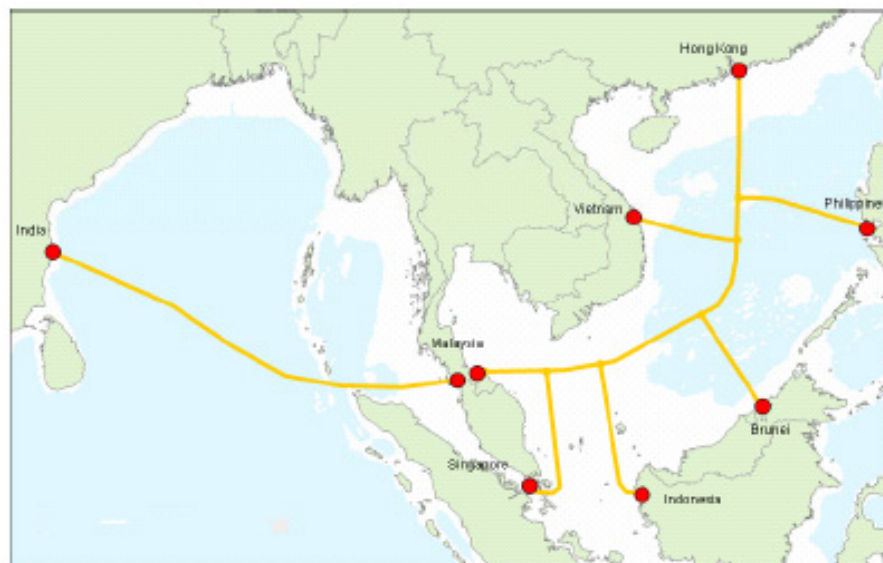 Hong Kong
Philippine
Vietnam
India
Malaysia
Singapore
Brunei
Indonesia